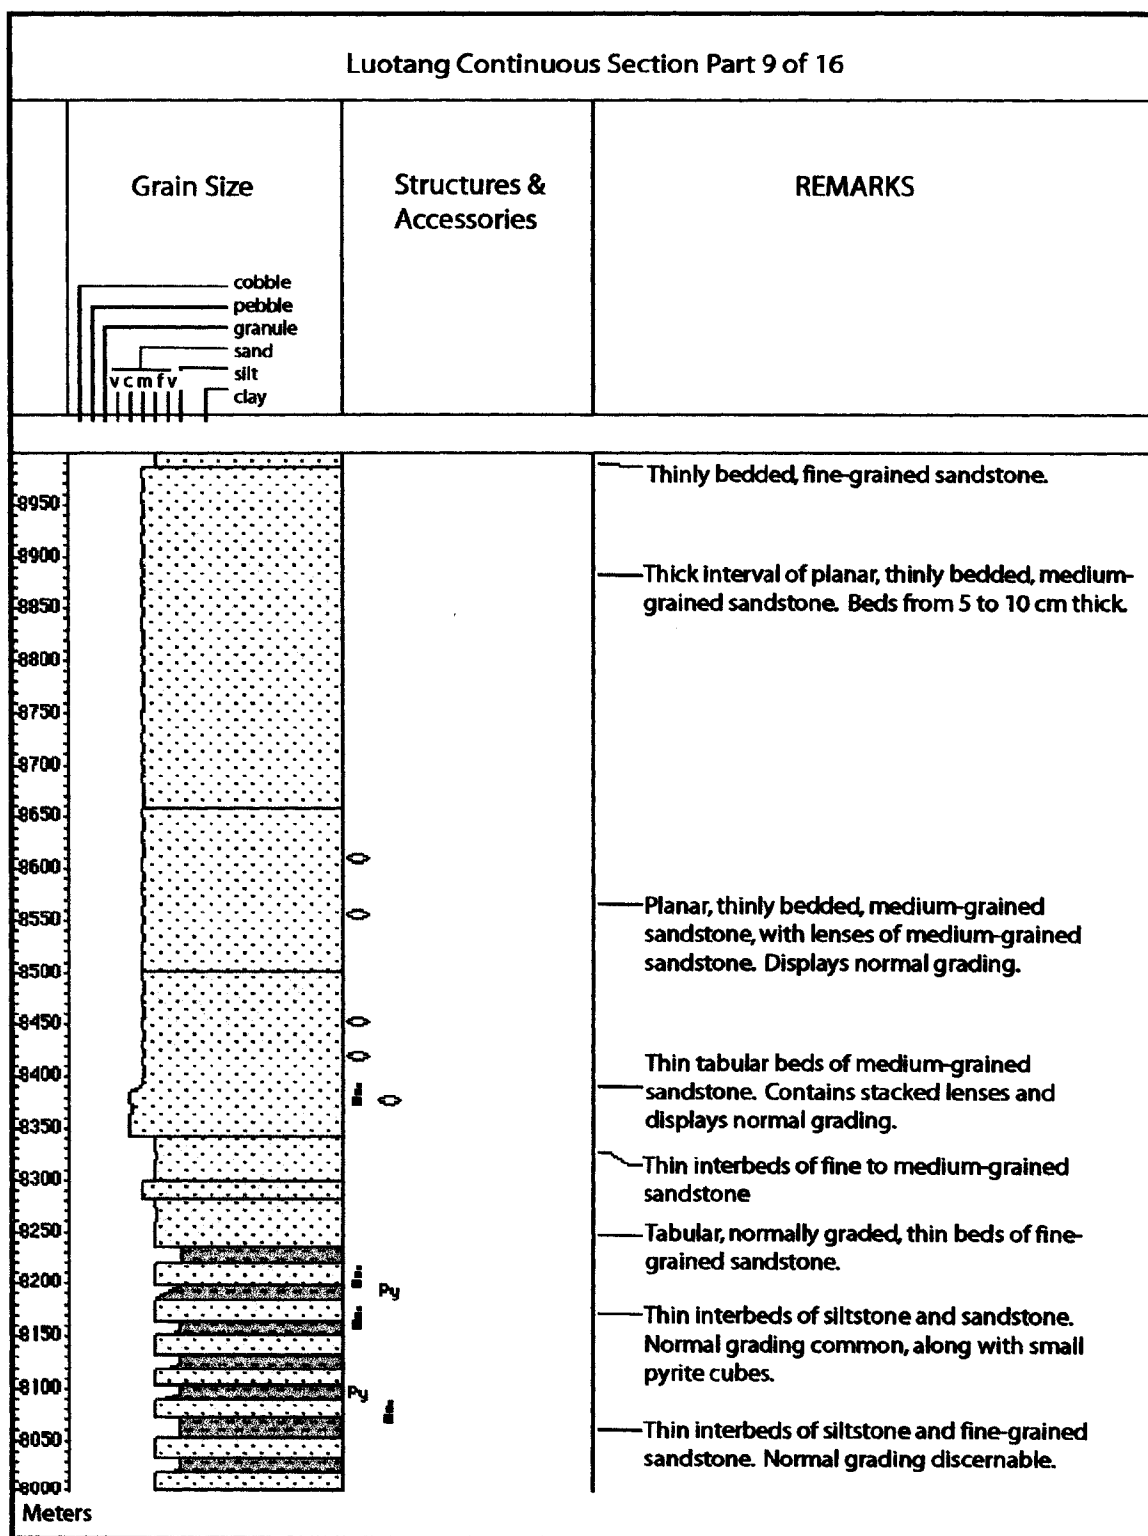 Luotang Continuous Section Part 9 of 16
Grain Size
Structures &
Accessories
REMARKS
cobble
pebble
granule
sand
silt
v c m f v
clay
8950
8900
8850
8800
8750
8700
8650
8600
8550
8500
8450
8400
8350
8300
8250
8200
8150
8100
8050
8000
Meters
Py
Py
Thinly bedded, fine-grained sandstone.
Thick interval of planar, thinly bedded, medium-
grained sandstone. Beds from 5 to 10 cm thick.
Planar, thinly bedded, medium-grained
sandstone, with lenses of medium-grained
sandstone. Displays normal grading.
Thin tabular beds of medium-grained
sandstone. Contains stacked lenses and
displays normal grading.
Thin interbeds of fine to medium-grained
sandstone
Tabular, normally graded, thin beds of fine-
grained sandstone.
Thin interbeds of siltstone and sandstone.
Normal grading common, along with small
pyrite cubes.
Thin interbeds of siltstone and fine-grained
sandstone. Normal grading discernable.